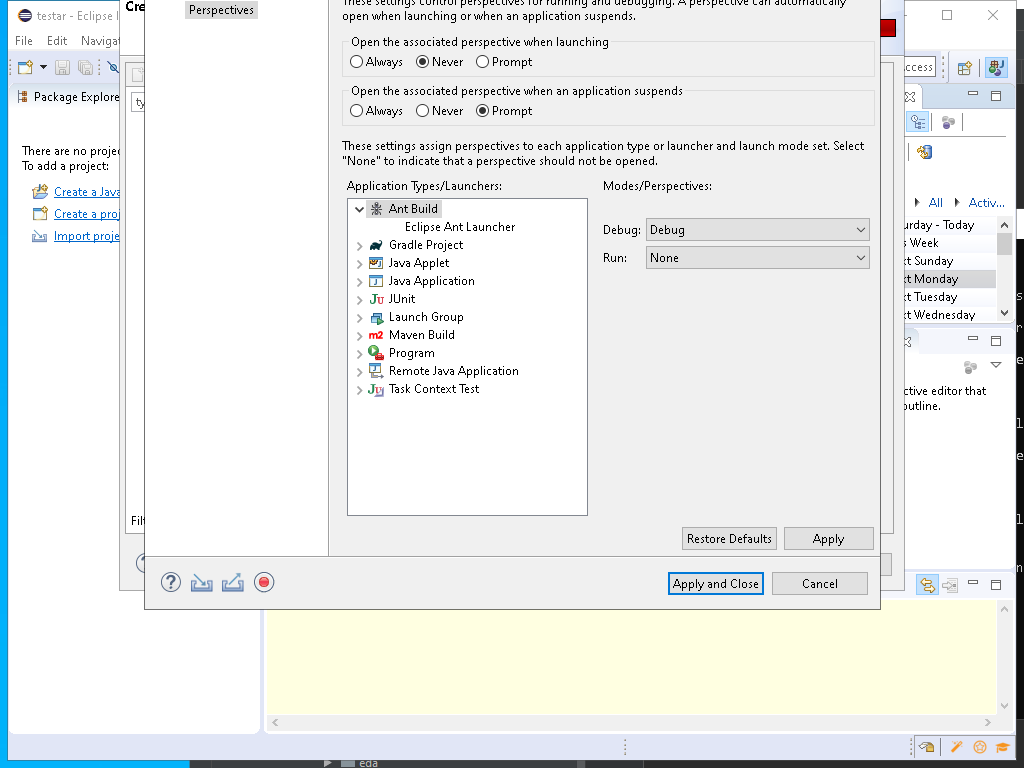 testar - Eclipse I
Cre
Perspectives
These settings control perspectives for running and debugging. A perspective can automatically
open when launching or when an application suspends.
File Edit Navigat
Open the associated perspective when launching
Always Never Prompt
ccess
Package Explore
Open the associated perspective when an application suspends
Always Never Prompt
ty
These settings assign perspectives to each application type or launcher and launch mode set. Select
"None" to indicate that a perspective should not be opened.
There are no projec
To add a project:
Create a Java
Create a proj
Import proje
Application Types/Launchers:
Modes/Perspectives:
Ant Build
Eclipse Ant Launcher
Gradle Project
Java Applet
Java Application
JUnit
Launch Group
Maven Build
Program
Remote Java Application
Task Context Test
Debug: Debug
Run: None
All Activ...
urday - Today
s Week
xt Sunday
xt Monday
xt Tuesday
xt Wednesday
ctive editor that
outline.
Filt
Restore Defaults Apply
Apply and Close Cancel
eda